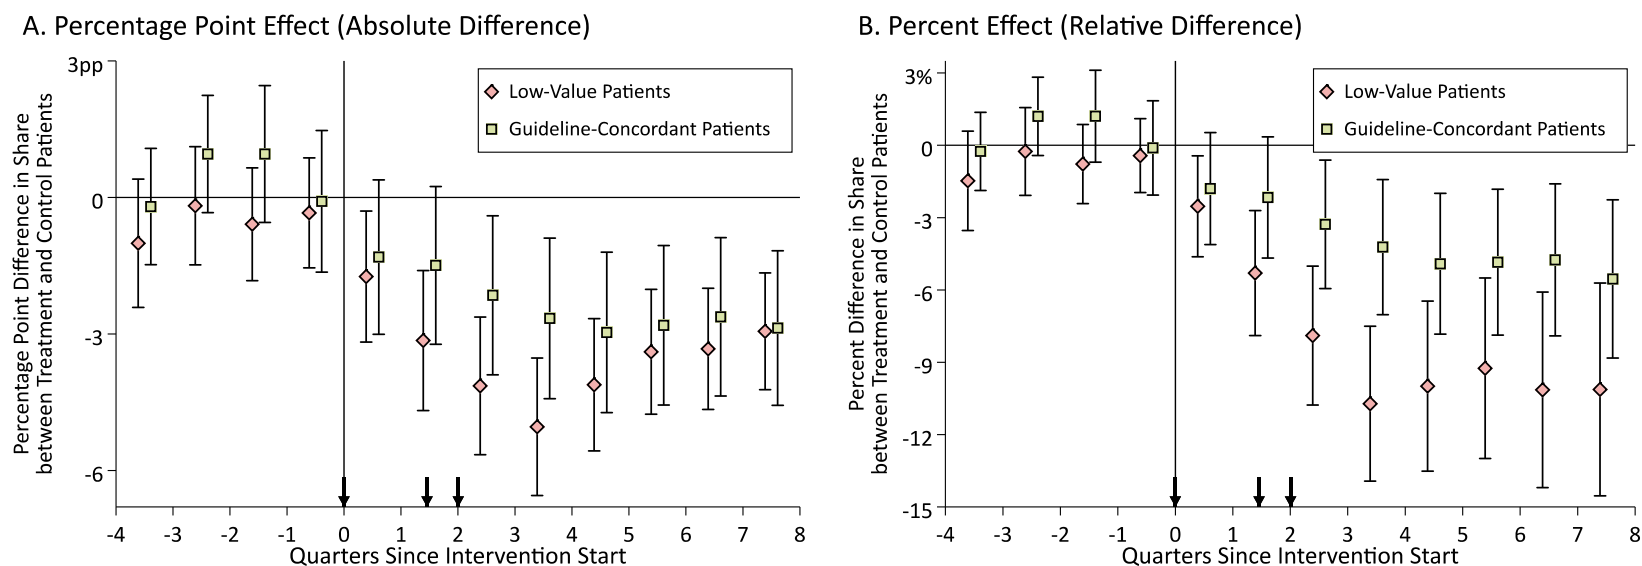 A. Percentage Point Effect (Absolute Difference)
3pp
0
-3
-6
Percentage Point Difference in Share
between Treatment and Control Patients
Low-Value Patients
Guideline-Concordant Patients
-4 -3 -2 -1 0 1 2 3 4 5 6 7 8
Quarters Since Intervention Start
B. Percent Effect (Relative Difference)
3%
0
-3
-6
-9
-12
-15
Percent Difference in Share
between Treatment and Control Patients
Low-Value Patients
Guideline-Concordant Patients
-4 -3 -2 -1 0 1 2 3 4 5 6 7 8
Quarters Since Intervention Start